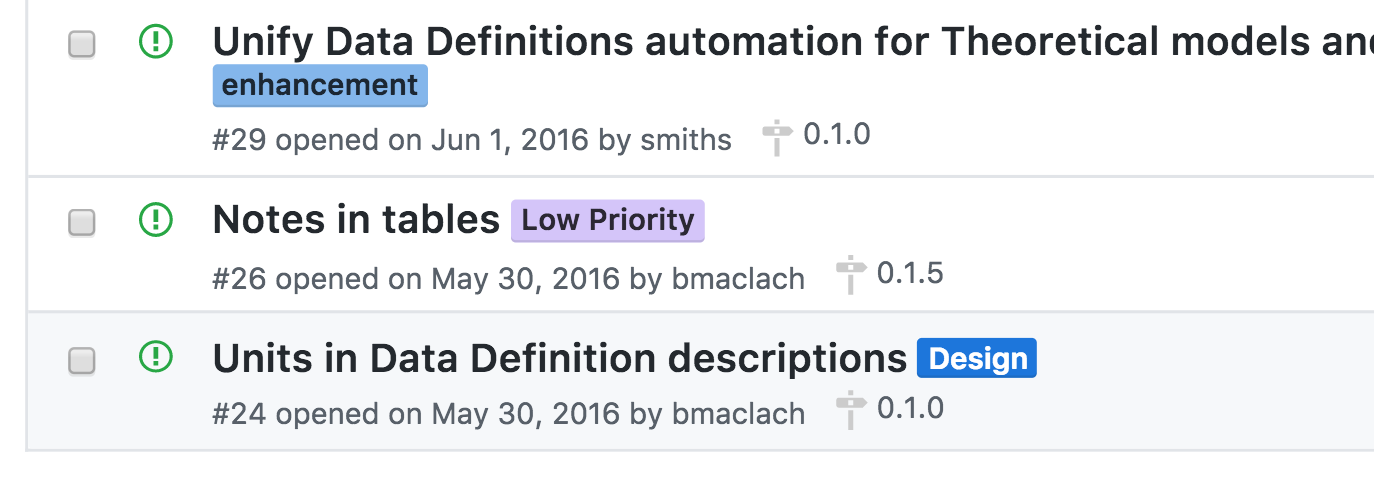 Unify Data Definitions automation for Theoretical models and
enhancement
#29 opened on Jun 1, 2016 by smiths 0.1.0
Notes in tables Low Priority
#26 opened on May 30, 2016 by bmaclach 0.1.5
Units in Data Definition descriptions Design
#24 opened on May 30, 2016 by bmaclach 0.1.0